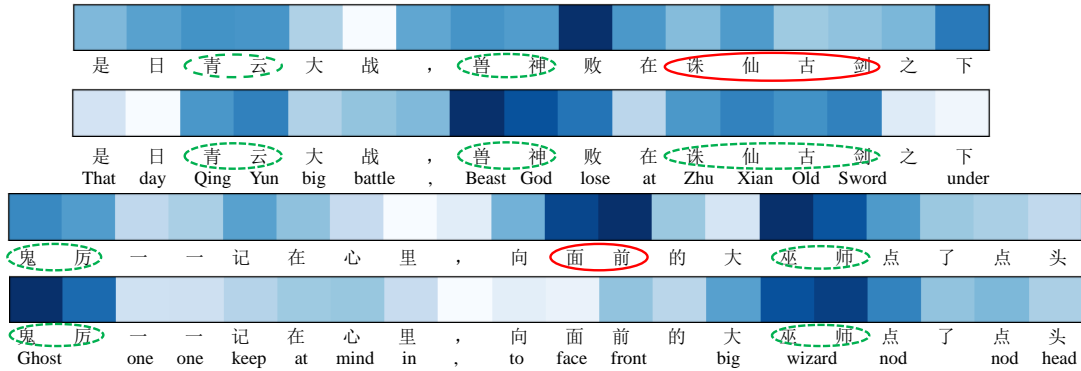 是 日 青 云 大 战 , 兽 神 败 在 诛 仙 古 剑 之 下
是 日 青 云 大 战 , 兽 神 败 在 诛 仙 古 剑 之 下
That day Qing Yun big battle , Beast God lose at Zhu Xian Old Sword under
鬼 厉 一 一 记 在 心 里 , 向 面 前 的 大 巫 师 点 了 点 头
鬼 厉 一 一 记 在 心 里 , 向 面 前 的 大 巫 师 点 了 点 头
Ghost one one keep at mind in , to face front big wizard nod nod head